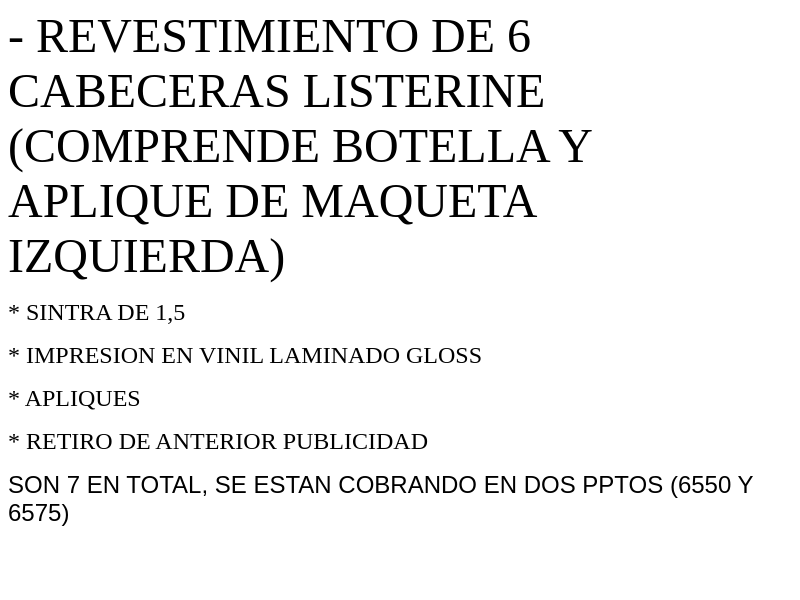 - REVESTIMIENTO DE 6
CABECERAS LISTERINE
(COMPRENDE BOTELLA Y
APLIQUE DE MAQUETA
IZQUIERDA)
* SINTRA DE 1,5
* IMPRESION EN VINIL LAMINADO GLOSS
* APLIQUES
* RETIRO DE ANTERIOR PUBLICIDAD
SON 7 EN TOTAL, SE ESTAN COBRANDO EN DOS PPTOS (6550 Y
6575)